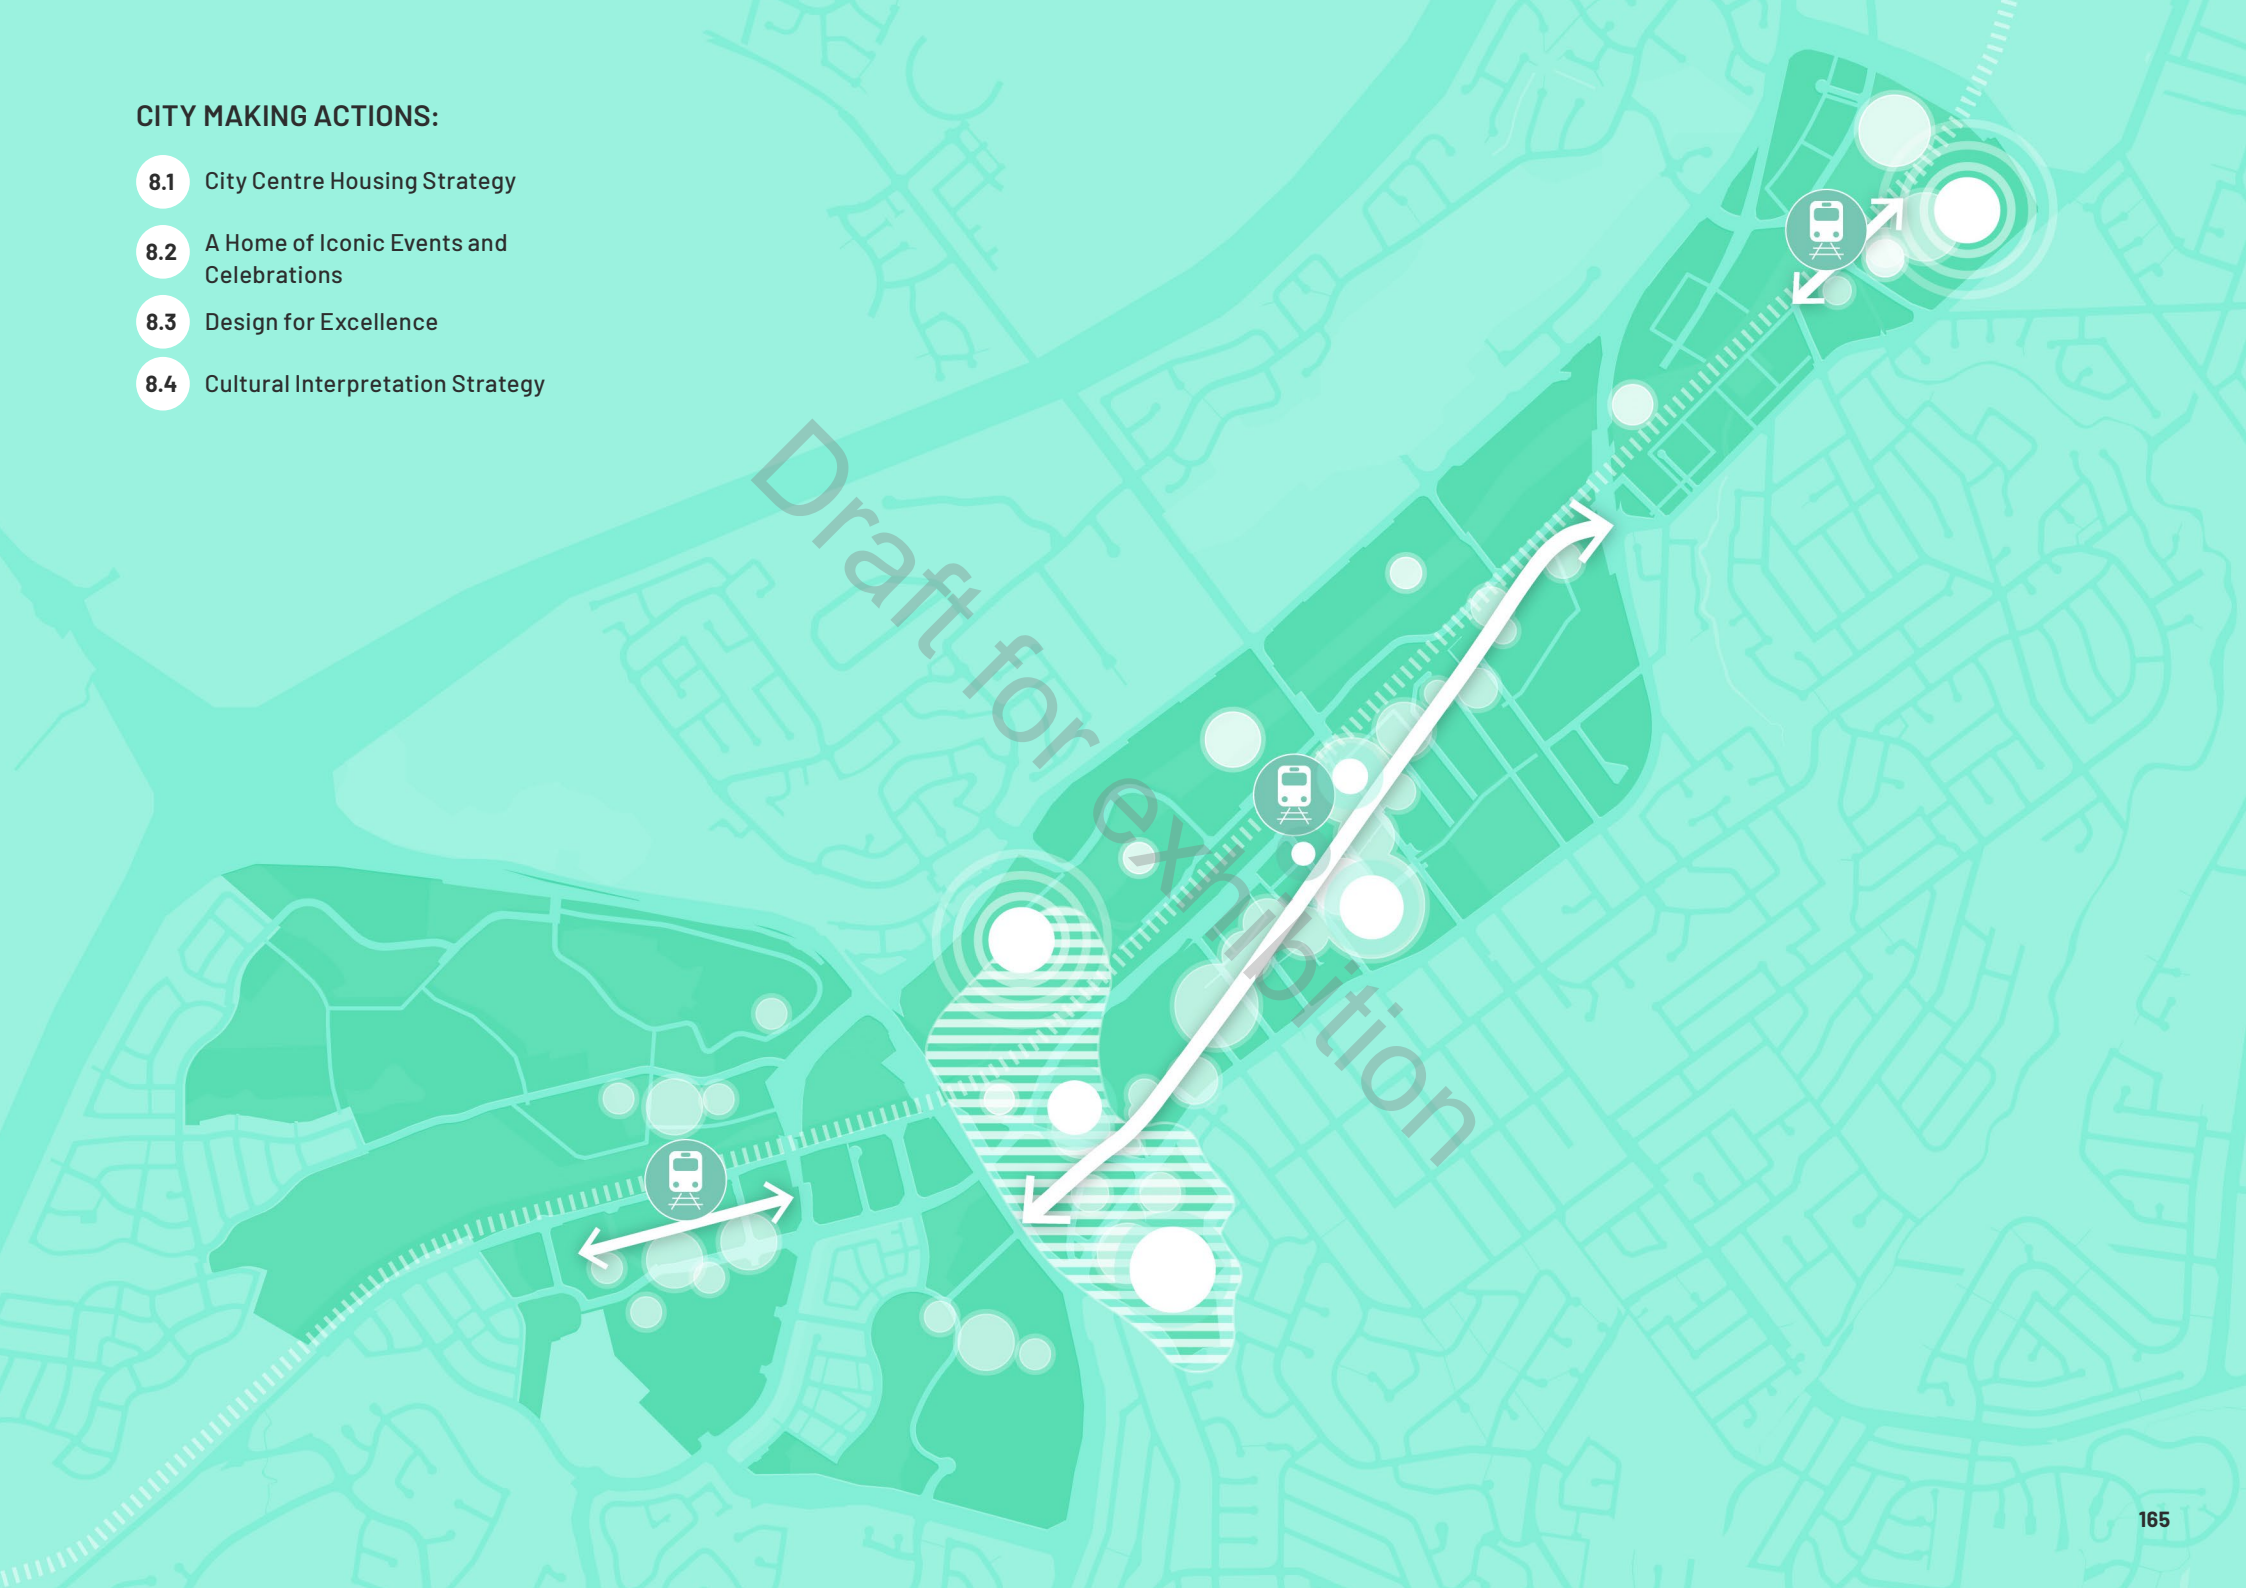 CITY MAKING ACTIONS:
8.1 City Centre Housing Strategy
8.2 A Home of Iconic Events and
Celebrations
8.3 Design for Excellence
8.4 Cultural Interpretation Strategy
Draft for exhibition
165